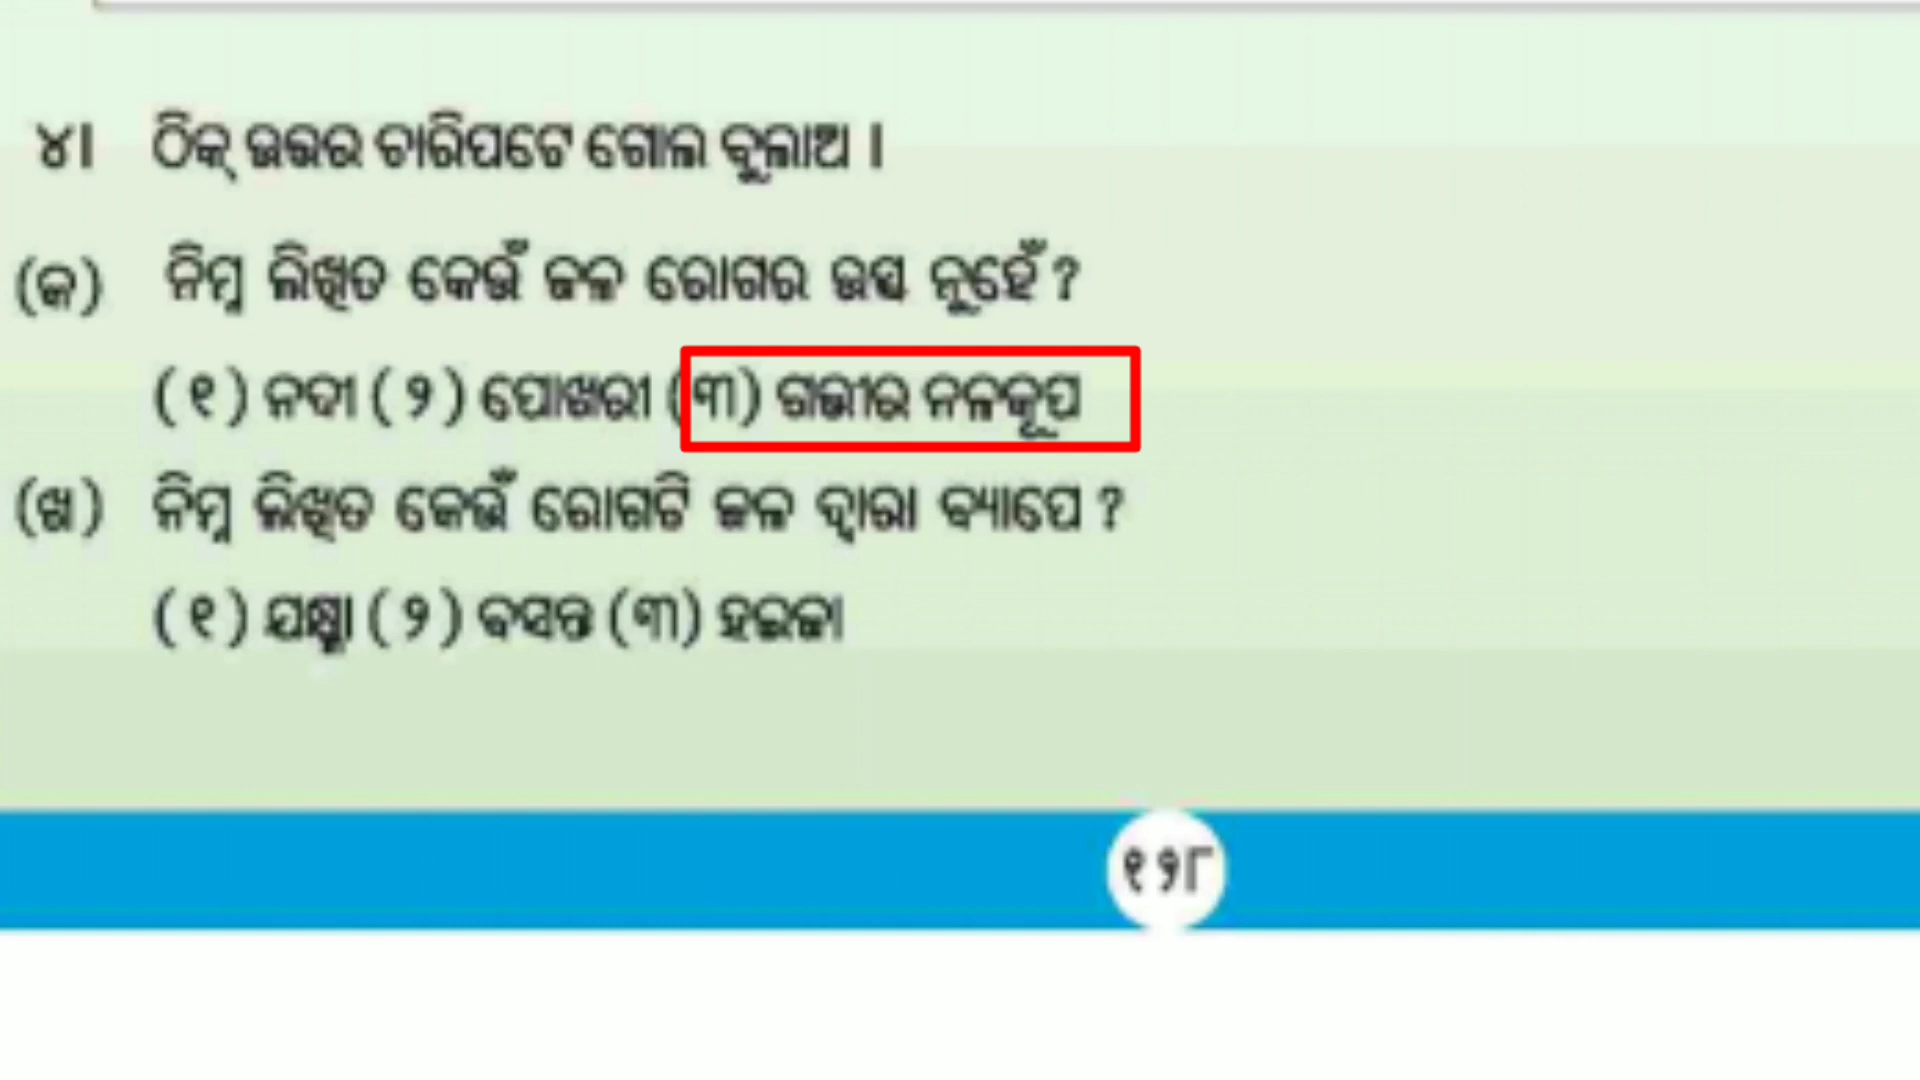 ୪। ଠିକ୍ ଉତ୍ତର ଚାରିପଟେ ଗୋଲ ବୁଲାଅ ।
(କ) ନିମ୍ନ ଲିଖିତ କେଉଁ ଜଳ ରୋଗର ଉତ୍ସ ନୁହେଁ ?
(୧) ନଦୀ (୨) ପୋଖରୀ (୩) ଗଭୀର ନଳକୂପ
(ଖ) ନିମ୍ନ ଲିଖିତ କେଉଁ ରୋଗଟି ଜଳ ଦ୍ୱାରା ବ୍ୟାପେ ?
(୧) ଯକ୍ଷ୍ମା (୨) ବସନ୍ତ (୩) ହଇଜା
୧୨୮